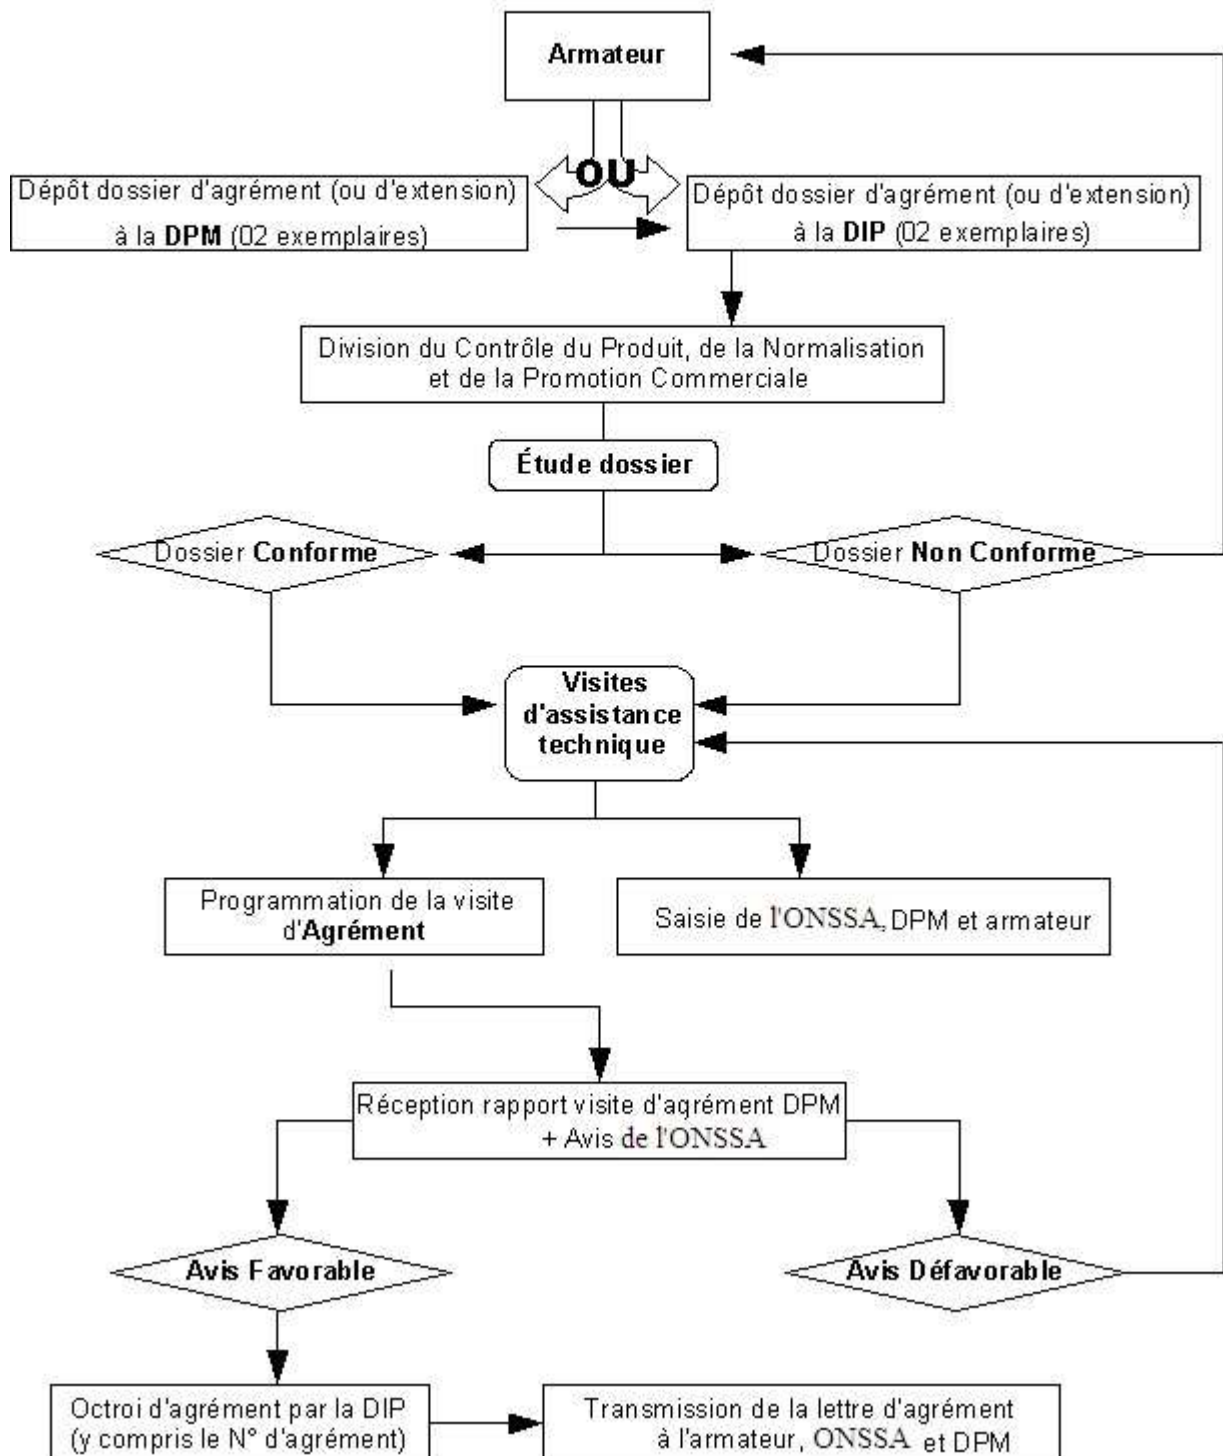 Armateur
OU
Dépôt dossier d'agrément (ou d'extension)
à la DPM (02 exemplaires)
Dépôt dossier d'agrément (ou d'extension)
à la DIP (02 exemplaires)
Division du Contrôle du Produit, de la Normalisation
et de la Promotion Commerciale
Étude dossier
Dossier Conforme
Dossier Non Conforme
Visites
d'assistance
technique
Programmation de la visite
d'Agrément
Saisie de l'ONSSA, DPM et armateur
Réception rapport visite d'agrément DPM
+ Avis de l'ONSSA
Avis Favorable
Avis Défavorable
Octroi d'agrément par la DIP
(y compris le N° d'agrément)
Transmission de la lettre d'agrément
à l'armateur, ONSSA et DPM